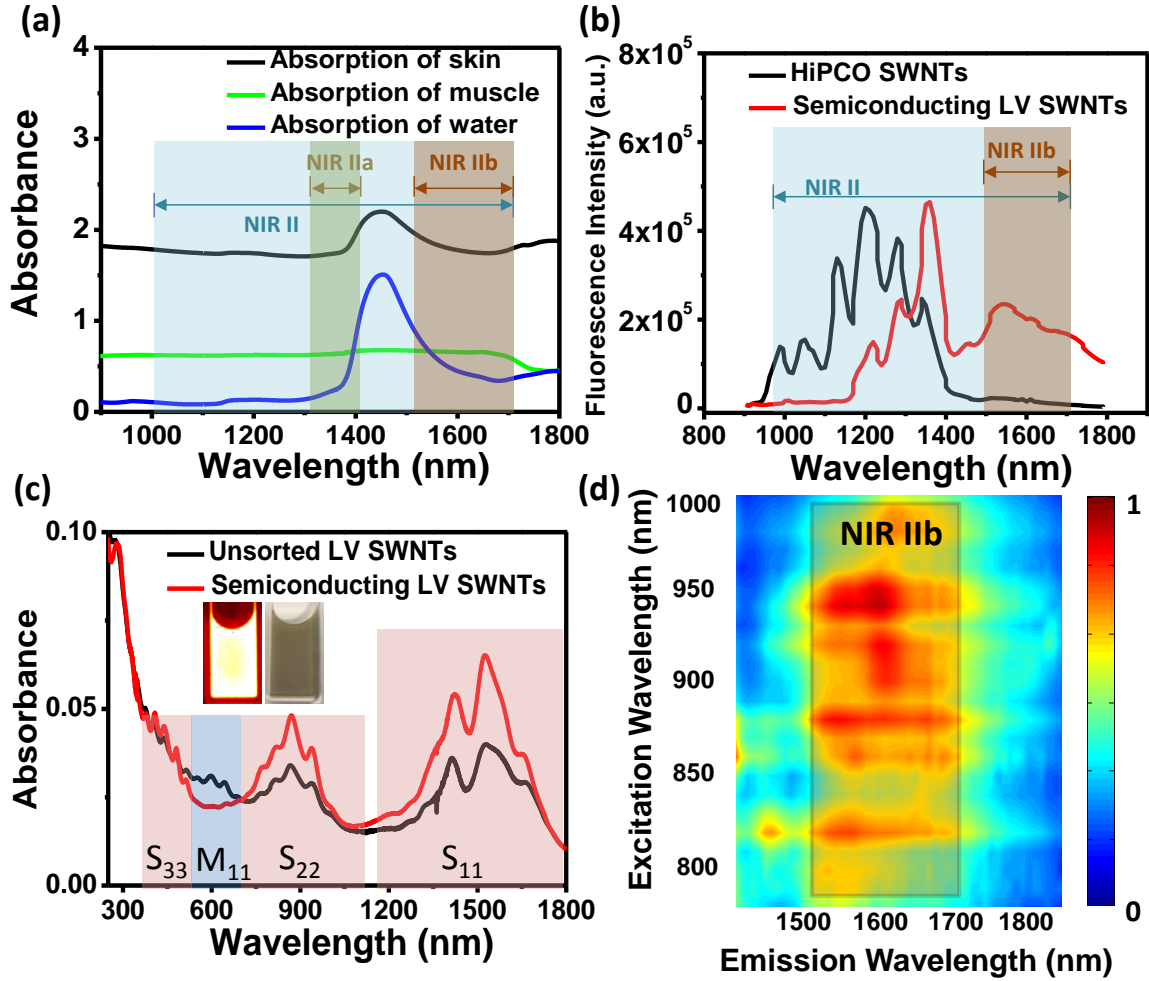 (a)
4
3
2
1
0
Absorbance
Absorption of skin
Absorption of muscle
Absorption of water
NIR IIa
NIR IIb
NIR II
1000 1200 1400 1600 1800
Wavelength (nm)
(b)
8x10⁵
6x10⁵
4x10⁵
2x10⁵
0
Fluorescence Intensity (a.u.)
HiPCO SWNTs
Semiconducting LV SWNTs
NIR IIb
NIR II
800 1000 1200 1400 1600 1800
Wavelength (nm)
(c)
0.10
0.05
0.00
Absorbance
Unsorted LV SWNTs
Semiconducting LV SWNTs
S₃₃ M₁₁ S₂₂ S₁₁
300 600 900 1200 1500 1800
Wavelength (nm)
(d)
1000
950
900
850
800
Excitation Wavelength (nm)
NIR IIb
1
0
1500 1600 1700 1800
Emission Wavelength (nm)